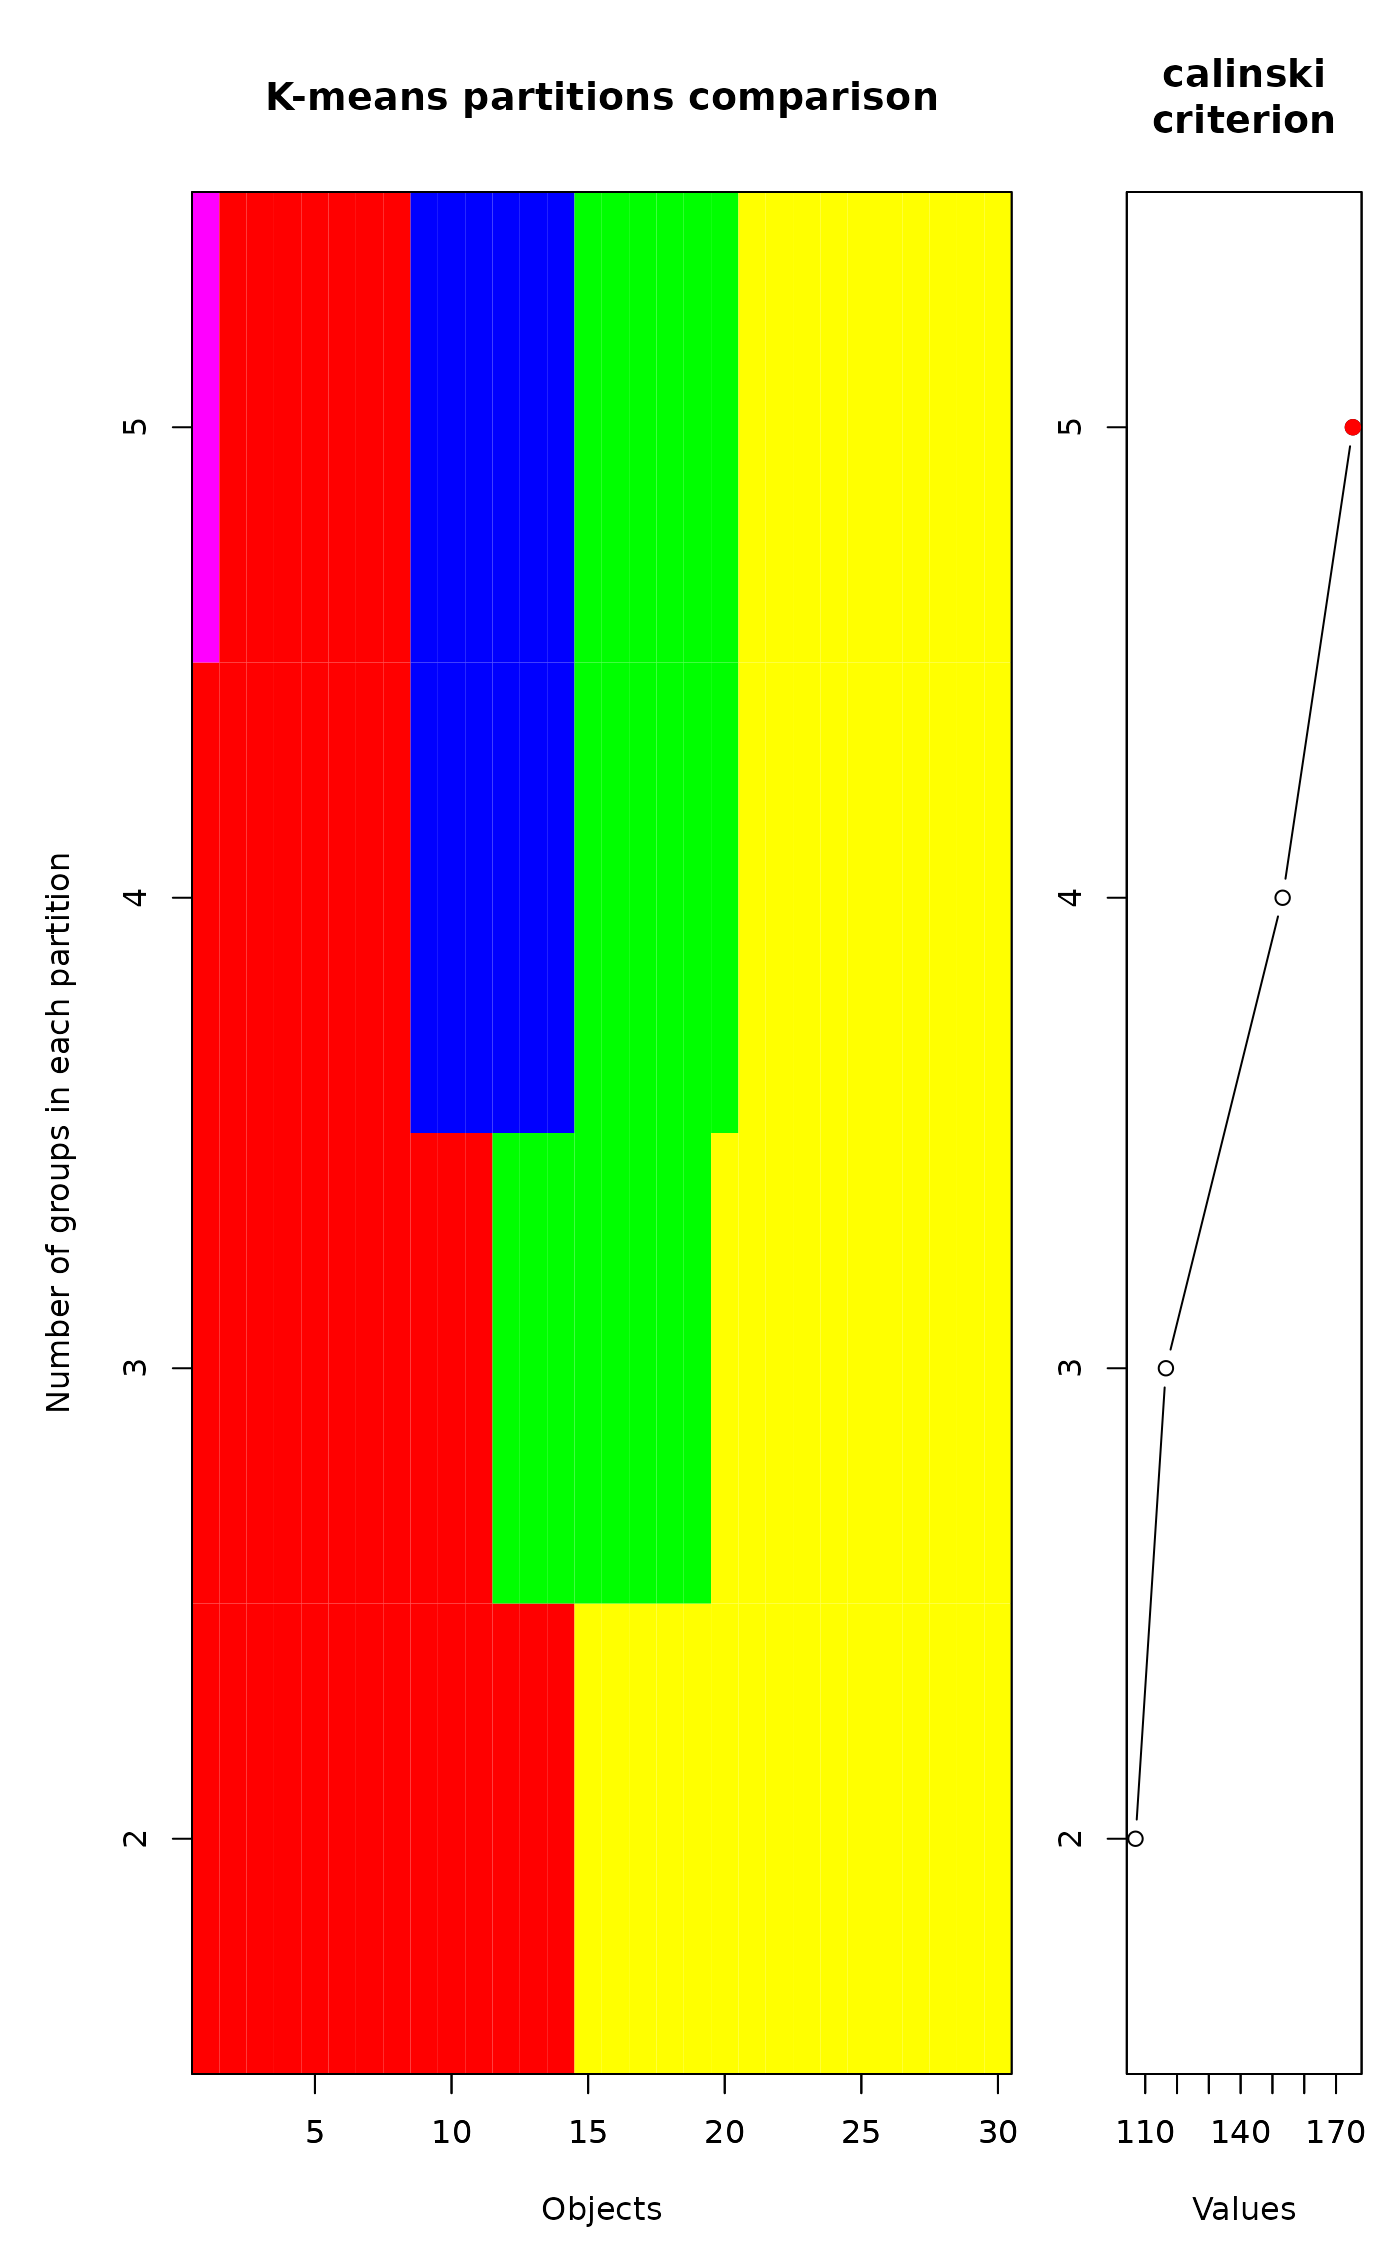 K-means partitions comparison
calinski
criterion
Number of groups in each partition
5
4
3
2
5
4
3
2
5 10 15 20 25 30
110 140 170
Objects
Values